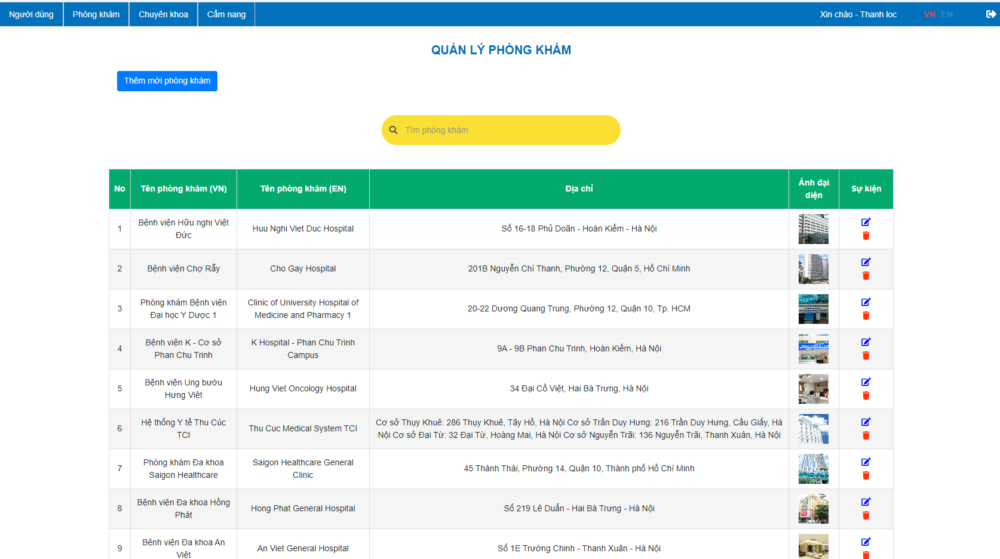 Người dùng
Phòng khám
Chuyên khoa
Cẩm nang
Xin chào - Thanh loc
VN EN
QUẢN LÝ PHÒNG KHÁM
Thêm mới phòng khám
Tìm phòng khám
No
Tên phòng khám (VN)
Tên phòng khám (EN)
Địa chỉ
Ảnh đại
diện
Sự kiện
1
Bệnh viện Hữu nghị Việt
Đức
Huu Nghi Viet Duc Hospital
Số 16-18 Phủ Doãn - Hoàn Kiếm - Hà Nội
2
Bệnh viện Chợ Rẫy
Cho Gay Hospital
201B Nguyễn Chí Thanh, Phường 12, Quận 5, Hồ Chí Minh
3
Phòng khám Bệnh viện
Đại học Y Dược 1
Clinic of University Hospital of
Medicine and Pharmacy 1
20-22 Dương Quang Trung, Phường 12, Quận 10, Tp. HCM
4
Bệnh viện K - Cơ sở
Phan Chu Trinh
K Hospital - Phan Chu Trinh
Campus
9A - 9B Phan Chu Trinh, Hoàn Kiếm, Hà Nội
5
Bệnh viện Ung bướu
Hưng Việt
Hung Viet Oncology Hospital
34 Đại Cồ Việt, Hai Bà Trưng, Hà Nội
6
Hệ thống Y tế Thu Cúc
TCI
Thu Cuc Medical System TCI
Cơ sở Thụy Khuê: 286 Thụy Khuê, Tây Hồ, Hà Nội Cơ sở Trần Duy Hưng: 216 Trần Duy Hưng, Cầu Giấy, Hà
Nội Cơ sở Đại Từ: 32 Đại Từ, Hoàng Mai, Hà Nội Cơ sở Nguyễn Trãi: 136 Nguyễn Trãi, Thanh Xuân, Hà Nội
7
Phòng khám Đa khoa
Saigon Healthcare
Saigon Healthcare General
Clinic
45 Thành Thái, Phường 14, Quận 10, Thành phố Hồ Chí Minh
8
Bệnh viện Đa khoa Hồng
Phát
Hong Phat General Hospital
Số 219 Lê Duẩn - Hai Bà Trưng - Hà Nội
9
Bệnh viện Đa khoa An
Việt
An Viet General Hospital
Số 1E Trường Chinh - Thanh Xuân - Hà Nội